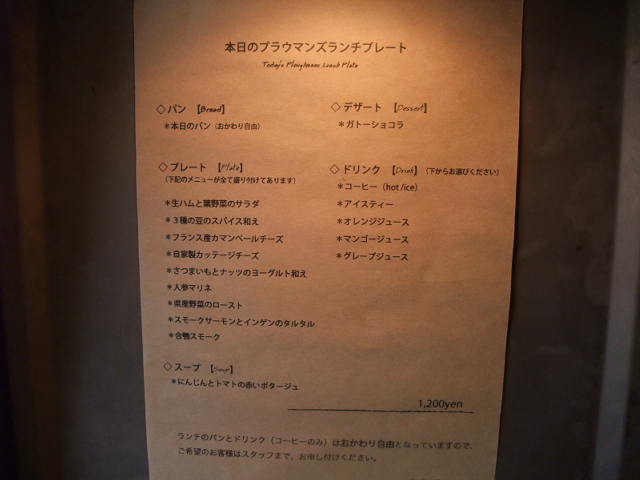 本日のプラウマンズランチプレート
Today's Ploughmans Lunch Plate
◇パン 【Bread】
＊本日のパン（おかわり自由）
◇プレート 【Plate】
（下記のメニューが全て盛り付けてあります）
＊生ハムと葉野菜のサラダ
＊３種の豆のスパイス和え
＊フランス産カマンベールチーズ
＊自家製カッテージチーズ
＊さつまいもとナッツのヨーグルト和え
＊人参マリネ
＊県産野菜のロースト
＊スモークサーモンとインゲンのタルタル
＊合鴨スモーク
◇スープ 【Soup】
＊にんじんとトマトの赤いポタージュ
◇デザート 【Dessert】
＊ガトーショコラ
◇ドリンク 【Drink】（下からお選びください）
＊コーヒー（hot /ice）
＊アイスティー
＊オレンジジュース
＊マンゴージュース
＊グレープジュース
1,200yen
ランチのパンとドリンク（コーヒーのみ）はおかわり自由となっていますので、
ご希望のお客様はスタッフまで、お申し付けください。